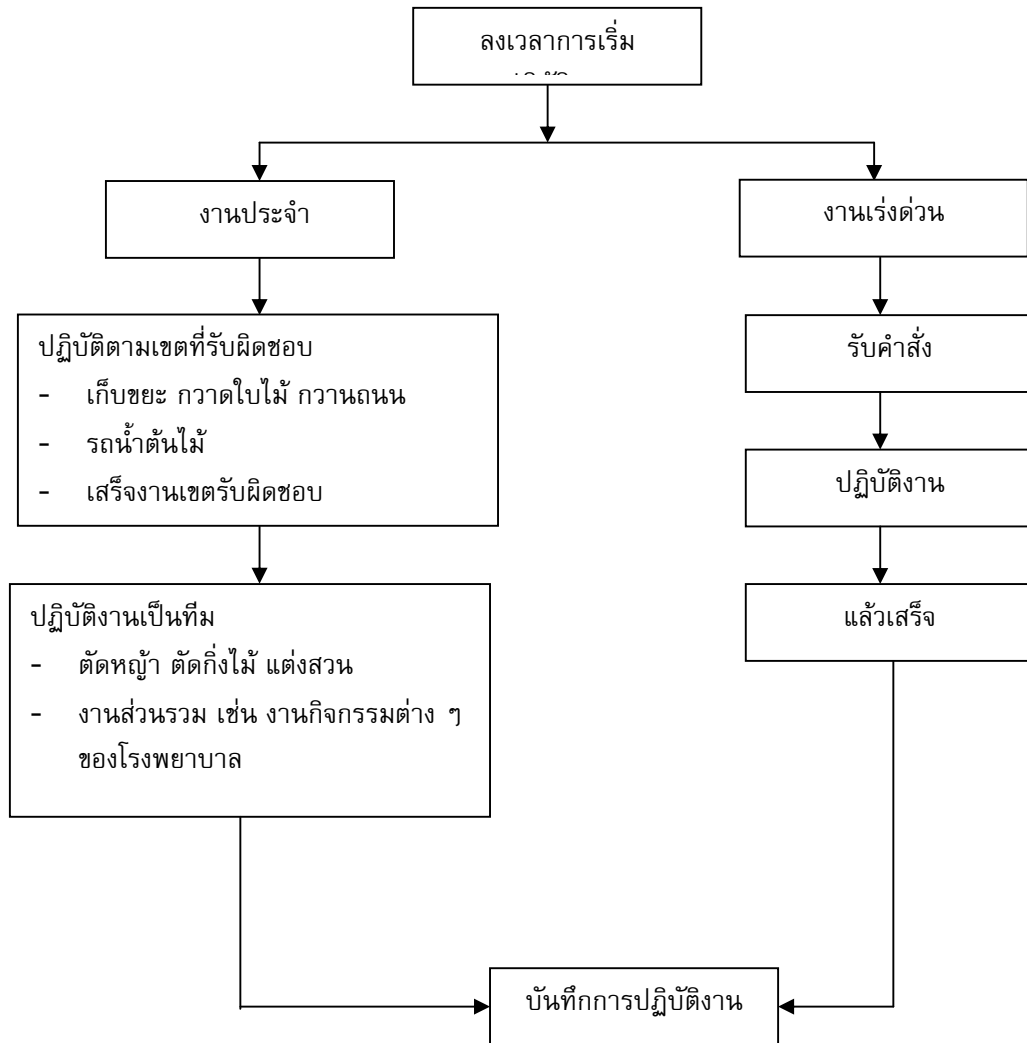 ลงเวลาการเริ่ม
งานประจำ
งานเร่งด่วน
ปฏิบัติตามเขตที่รับผิดชอบ
- เก็บขยะ กวาดใบไม้ กวานถนน
- รถน้ำต้นไม้
- เสร็จงานเขตรับผิดชอบ
รับคำสั่ง
ปฏิบัติงาน
ปฏิบัติงานเป็นทีม
- ตัดหญ้า ตัดกิ่งไม้ แต่งสวน
- งานส่วนรวม เช่น งานกิจกรรมต่าง ๆ
ของโรงพยาบาล
แล้วเสร็จ
บันทึกการปฏิบัติงาน